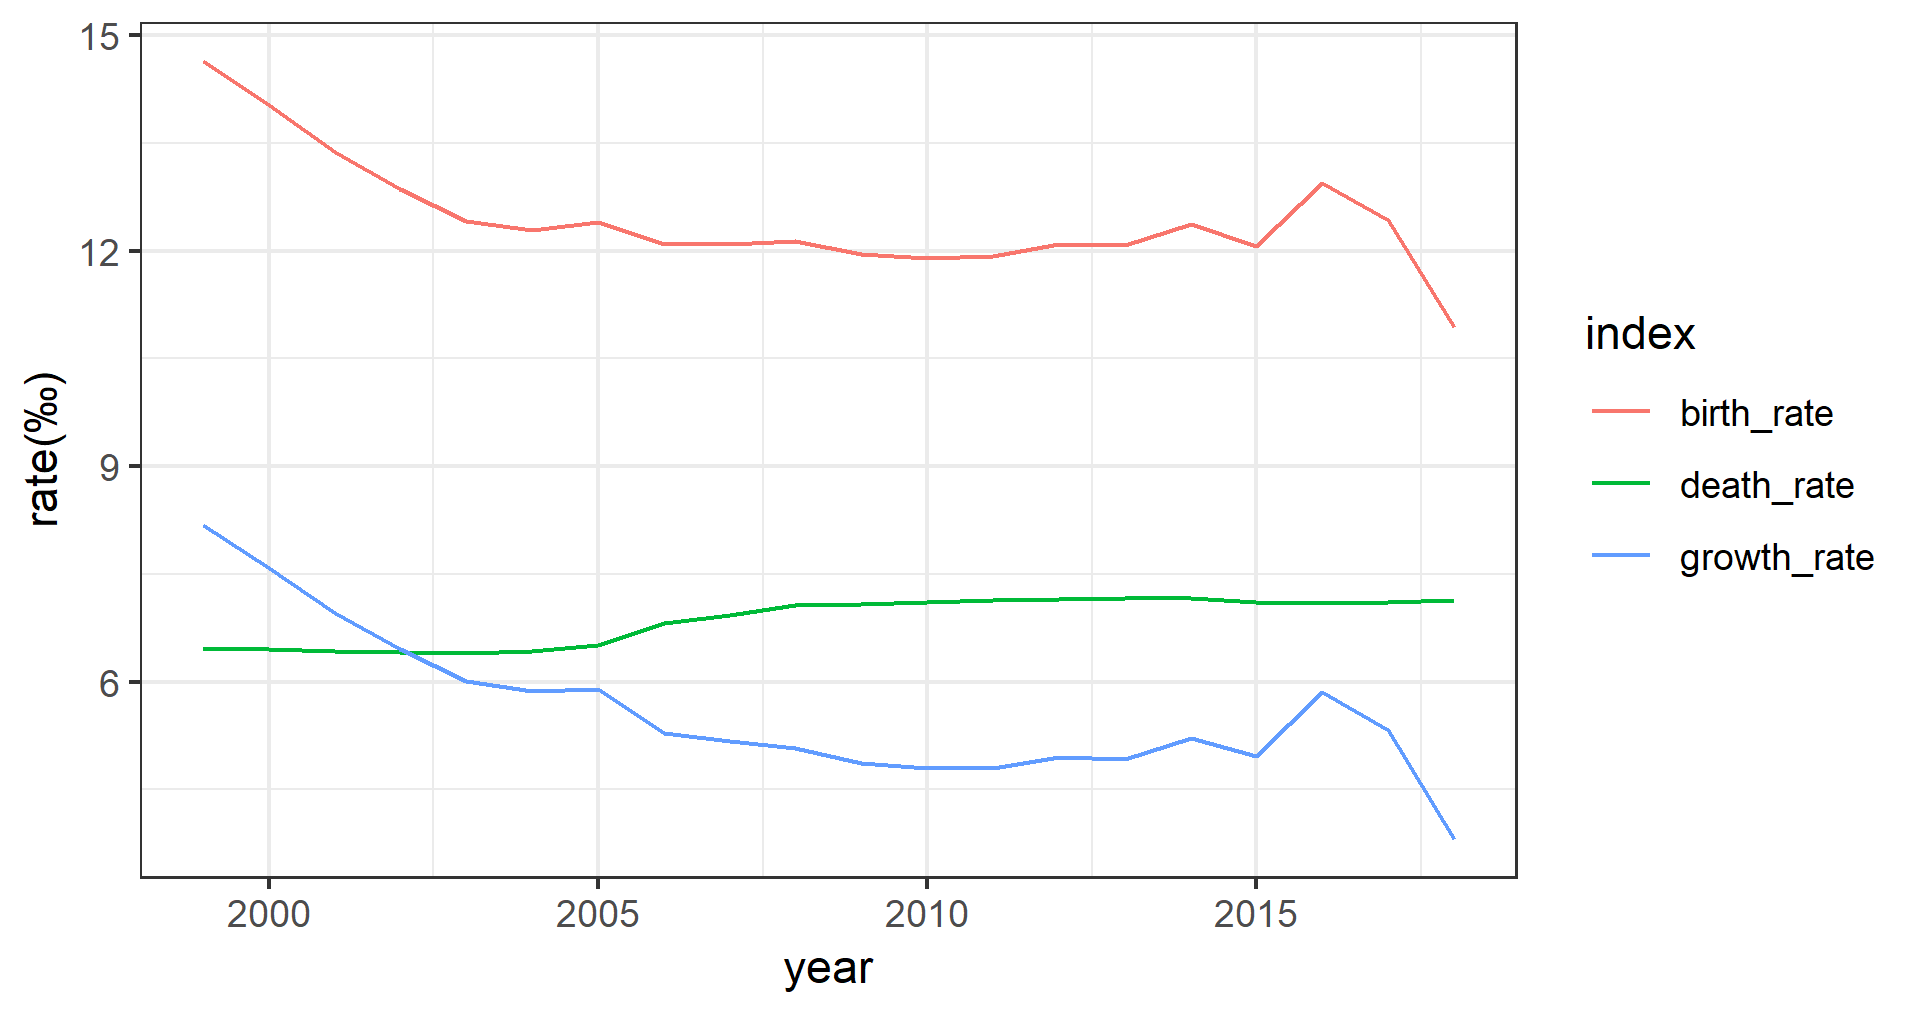 15
12
9
6
rate(‰)
2000
2005
2010
2015
year
index
birth_rate
death_rate
growth_rate